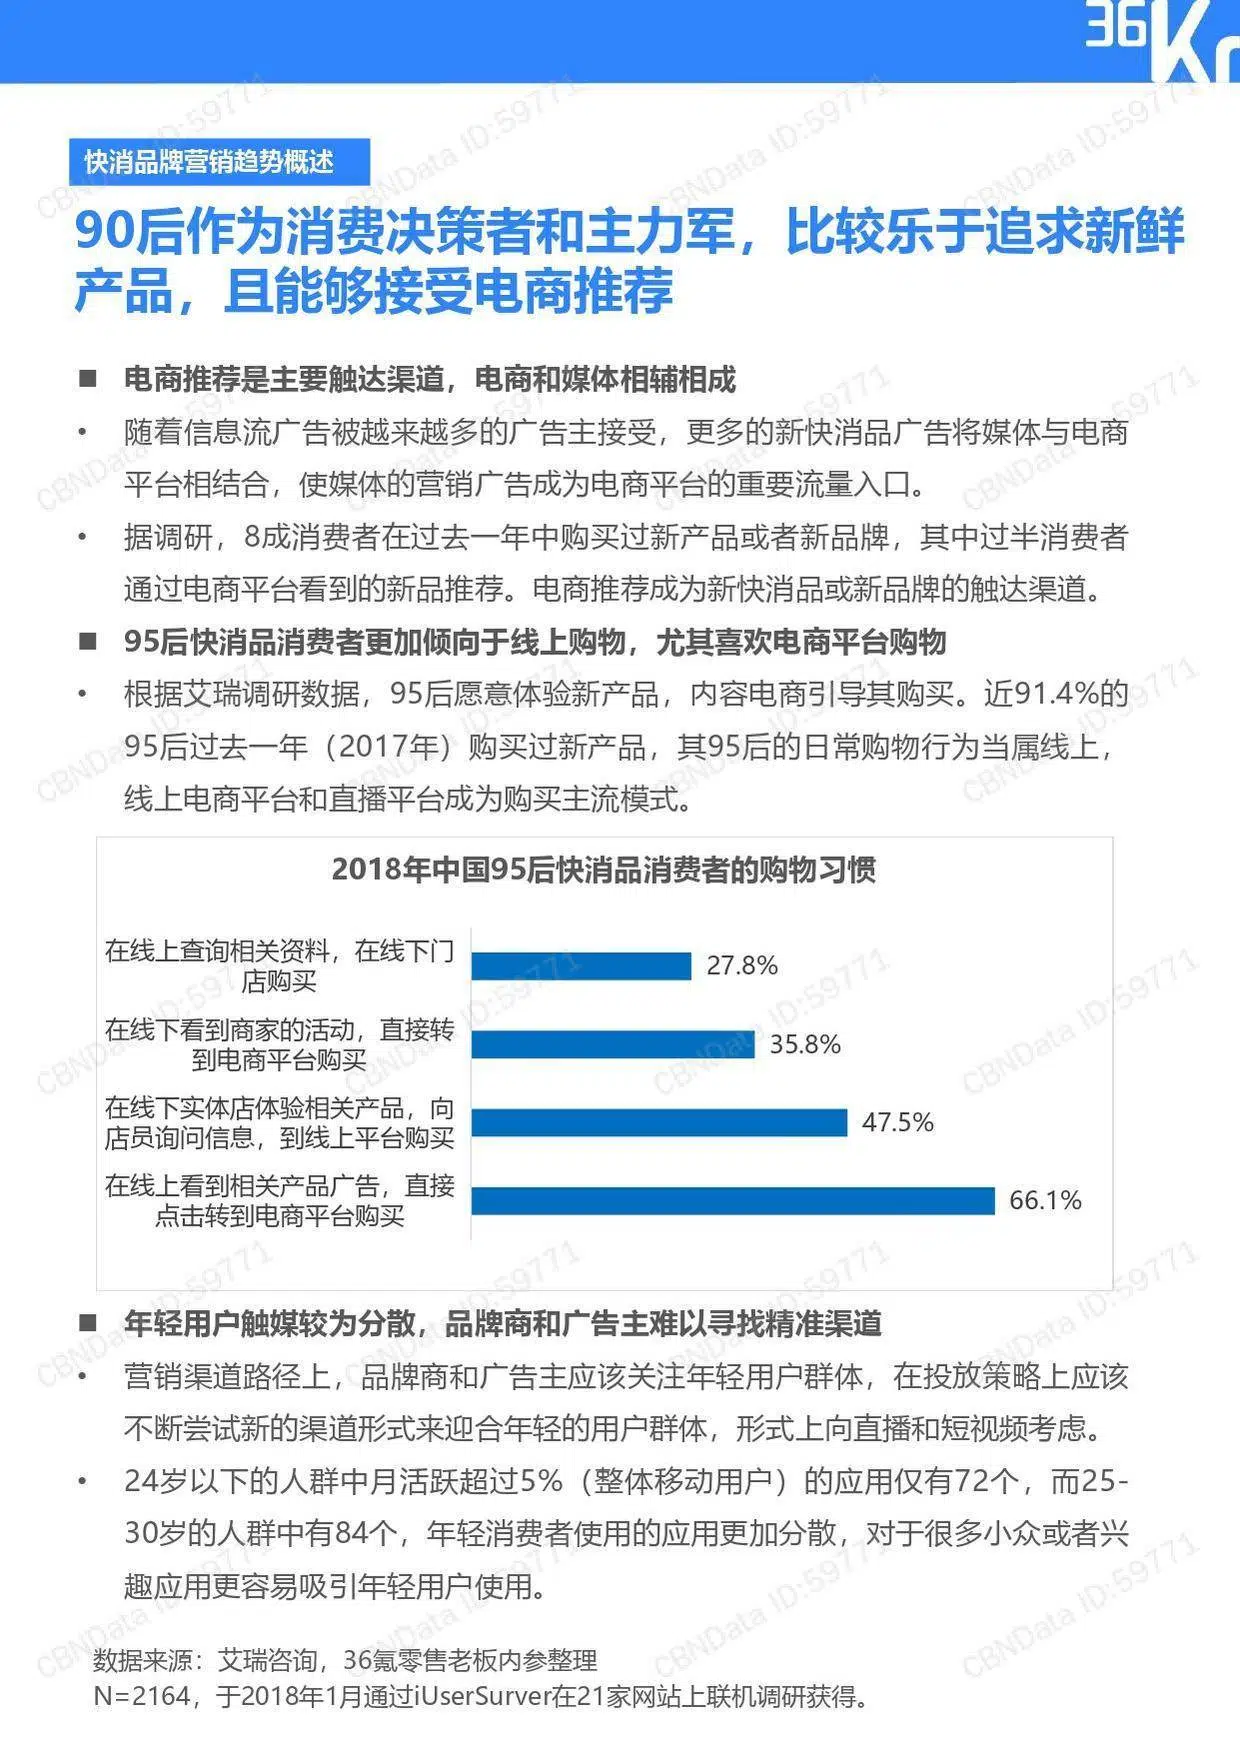 36Kr
快消品牌营销趋势概述
90后作为消费决策者和主力军，比较乐于追求新鲜
产品，且能够接受电商推荐
■ 电商推荐是主要触达渠道，电商和媒体相辅相成
• 随着信息流广告被越来越多的广告主接受，更多的新快消品广告将媒体与电商
平台相结合，使媒体的营销广告成为电商平台的重要流量入口。
• 据调研，8成消费者在过去一年中购买过新产品或者新品牌，其中过半消费者
通过电商平台看到的新品推荐。电商推荐成为新快消品或新品牌的触达渠道。
■ 95后快消品消费者更加倾向于线上购物，尤其喜欢电商平台购物
• 根据艾瑞调研数据，95后愿意体验新产品，内容电商引导其购买。近91.4%的
95后过去一年（2017年）购买过新产品，其95后的日常购物行为当属线上，
线上电商平台和直播平台成为购买主流模式。
2018年中国95后快消品消费者的购物习惯
在线上查询相关资料，在线下门
店购买
27.8%
在线下看到商家的活动，直接转
到电商平台购买
35.8%
在线下实体店体验相关产品，向
店员询问信息，到线上平台购买
47.5%
在线上看到相关产品广告，直接
点击转到电商平台购买
66.1%
■ 年轻用户触媒较为分散，品牌商和广告主难以寻找精准渠道
• 营销渠道路径上，品牌商和广告主应该关注年轻用户群体，在投放策略上应该
不断尝试新的渠道形式来迎合年轻的用户群体，形式上向直播和短视频考虑。
• 24岁以下的人群中月活跃超过5%（整体移动用户）的应用仅有72个，而25-
30岁的人群中有84个，年轻消费者使用的应用更加分散，对于很多小众或者兴
趣应用更容易吸引年轻用户使用。
数据来源：艾瑞咨询，36氪零售老板内参整理
N=2164，于2018年1月通过iUserSurver在21家网站上联机调研获得。
CBNData ID:59771